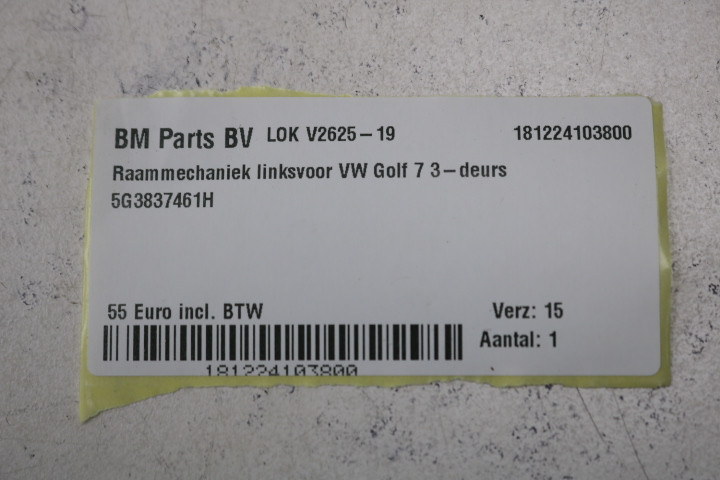 BM Parts BV LOK V2625-19 181224103800
Raammechaniek linksvoor VW Golf 7 3-deurs
5G3837461H
55 Euro incl. BTW Verz: 15
Aantal: 1
181224103800